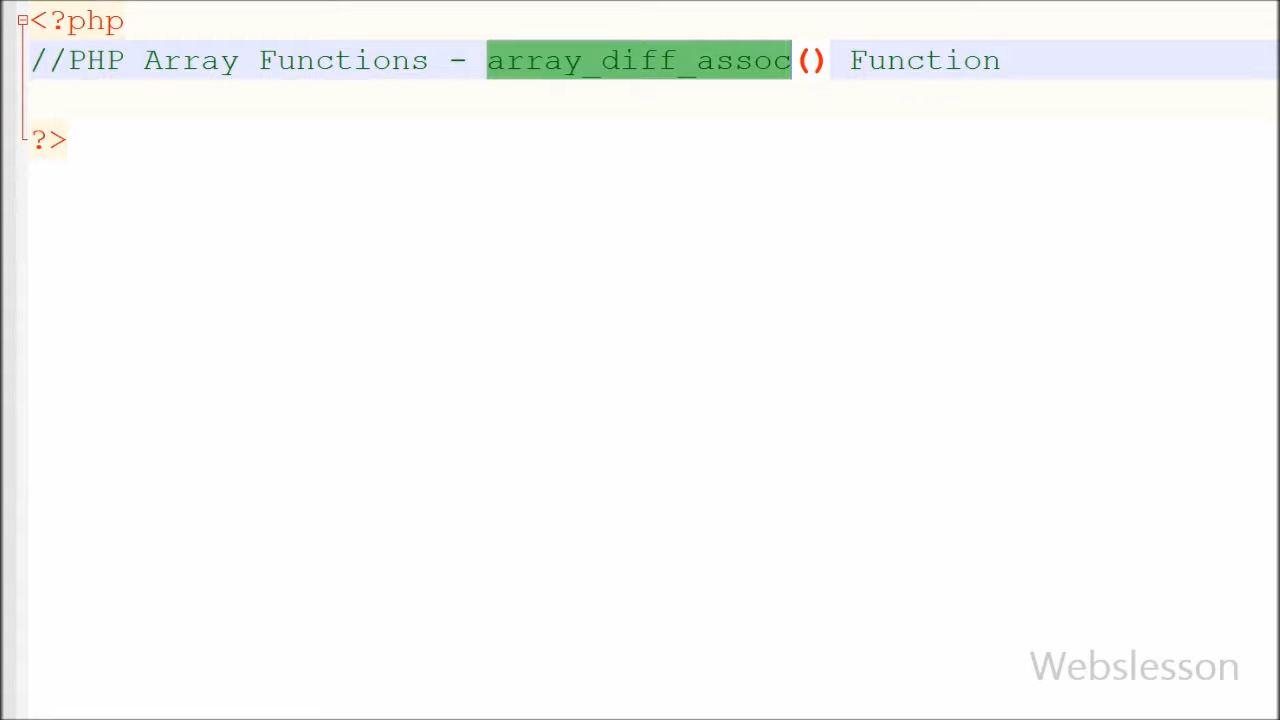 <?php
//PHP Array Functions - array_diff_assoc() Function
?>
Webslesson